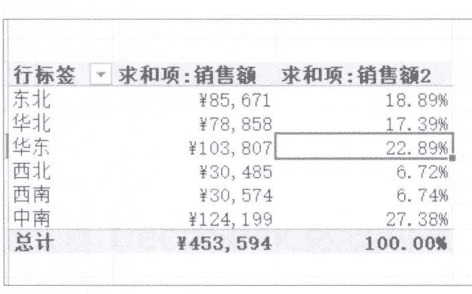 行标签 求和项:销售额 求和项:销售额2
东北 ¥85,671 18.89%
华北 ¥78,858 17.39%
华东 ¥103,807 22.89%
西北 ¥30,485 6.72%
西南 ¥30,574 6.74%
中南 ¥124,199 27.38%
总计 ¥453,594 100.00%